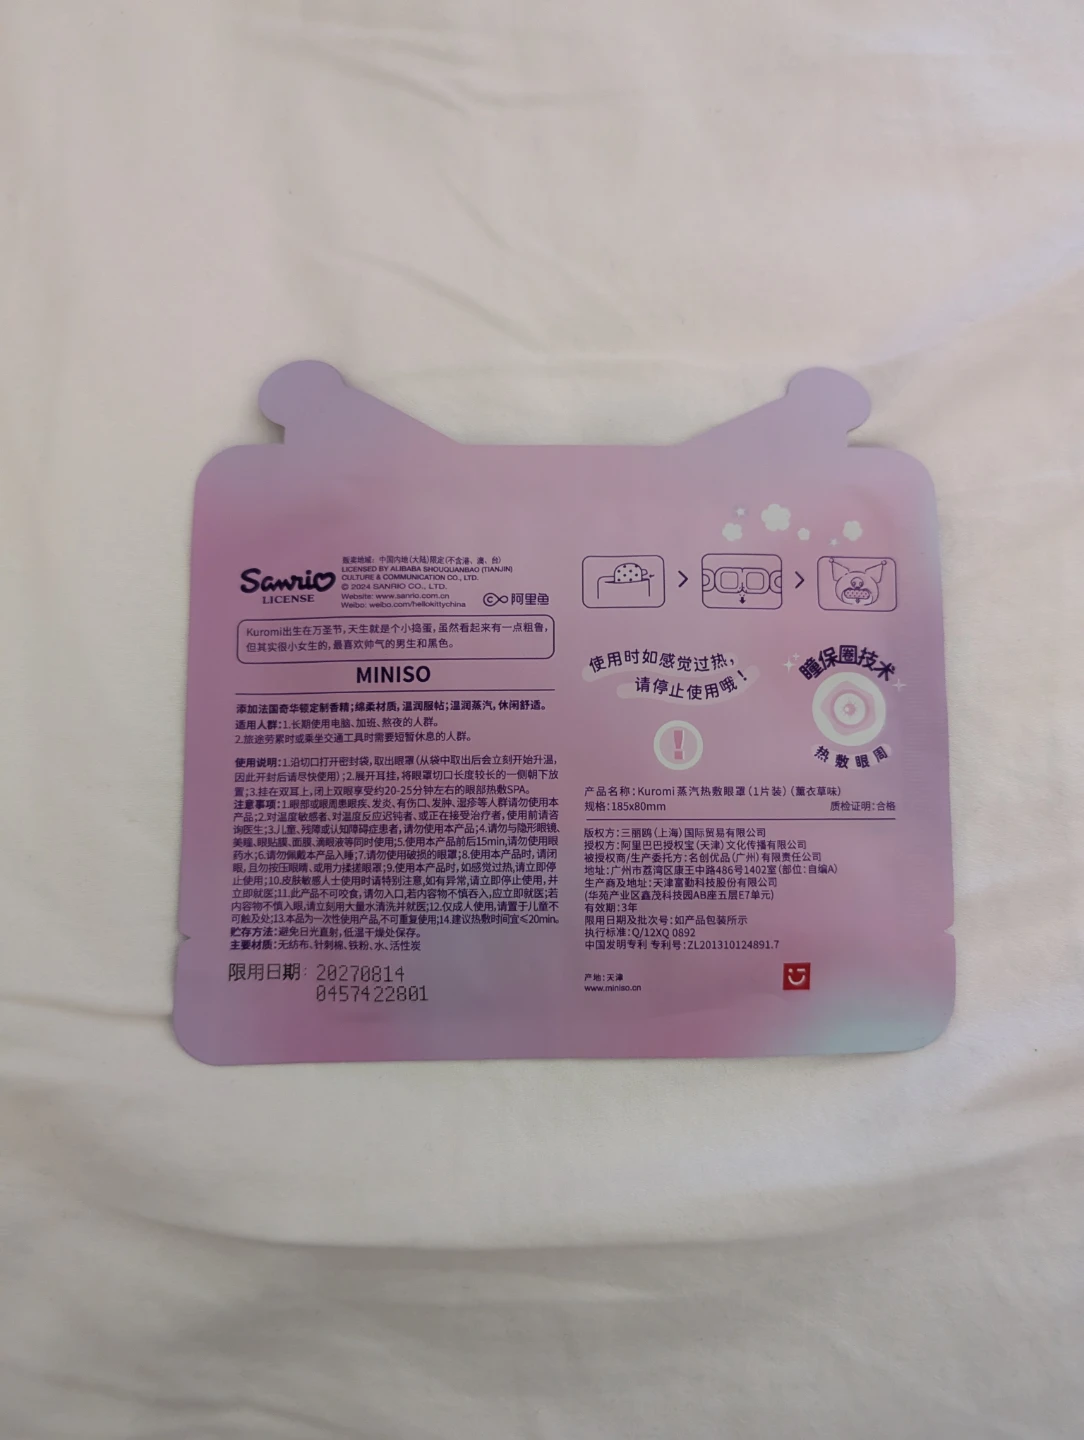 Sanrio
LICENSE
贩卖地域：中国内地(大陆)限定(不含港、澳、台)
LICENSED BY ALIBABA SHOUQUANBAO (TIANJIN)
CULTURE & COMMUNICATION CO., LTD.
© 2024 SANRIO CO., LTD.
Website: www.sanrio.com.cn
Weibo: weibo.com/hellokittychina
阿里鱼
Kuromi出生在万圣节,天生就是个小捣蛋,虽然看起来有一点粗鲁,
但其实很小女生的,最喜欢帅气的男生和黑色。
MINISO
添加法国奇华顿定制香精;绵柔材质,温润服帖;温润蒸汽,休闲舒适。
适用人群:1.长期使用电脑、加班、熬夜的人群。
2.旅途劳累时或乘坐交通工具时需要短暂休息的人群。
使用说明:1.沿切口打开密封袋,取出眼罩(从袋中取出后会立刻开始升温,
因此开封后请尽快使用);2.展开耳挂,将眼罩切口长度较长的一侧朝下放
置;3.挂在双耳上,闭上双眼享受约20-25分钟左右的眼部热敷SPA。
注意事项:1.眼部或眼周患眼疾、发炎、有伤口、发肿、湿疹等人群请勿使用本
产品;2.对温度敏感者、对温度反应迟钝者、或正在接受治疗者,使用前请咨
询医生;3.儿童、残障或认知障碍症患者,请勿使用本产品;4.请勿与隐形眼镜、
美瞳、眼贴膜、面膜、滴眼液等同时使用;5.使用本产品前后15min,请勿使用眼
药水;6.请勿佩戴本产品入睡;7.请勿使用破损的眼罩;8.使用本产品时,请闭
眼,且勿按压眼睛、或用力揉搓眼罩;9.使用本产品时,如感觉过热,请立即停
止使用;10.皮肤敏感人士使用时请特别注意,如有异常,请立即停止使用,并
立即就医;11.此产品不可咬食,请勿入口,若内容物不慎吞入,应立即就医;若
内容物不慎入眼,请立刻用大量水清洗并就医;12.仅成人使用,请置于儿童不
可触及处;13.本品为一次性使用产品,不可重复使用;14.建议热敷时间宜≤20min。
贮存方法:避免日光直射,低温干燥处保存。
主要材质:无纺布、针刺棉、铁粉、水、活性炭
限用日期: 20270814
0457422801
使用时如感觉过热,
请停止使用哦!
瞳保圈技术
热敷眼周
产品名称:Kuromi蒸汽热敷眼罩(1片装)(薰衣草味)
规格:185x80mm 质检证明:合格
版权方:三丽鸥(上海)国际贸易有限公司
授权方:阿里巴巴授权宝(天津)文化传播有限公司
被授权商/生产委托方:名创优品(广州)有限责任公司
地址:广州市荔湾区康王中路486号1402室(部位:自编A)
生产商及地址:天津富勤科技股份有限公司
(华苑产业区鑫茂科技园AB座五层E7单元)
有效期:3年
限用日期及批次号:如产品包装所示
执行标准:Q/12XQ 0892
中国发明专利 专利号:ZL201310124891.7
产地:天津
www.miniso.cn